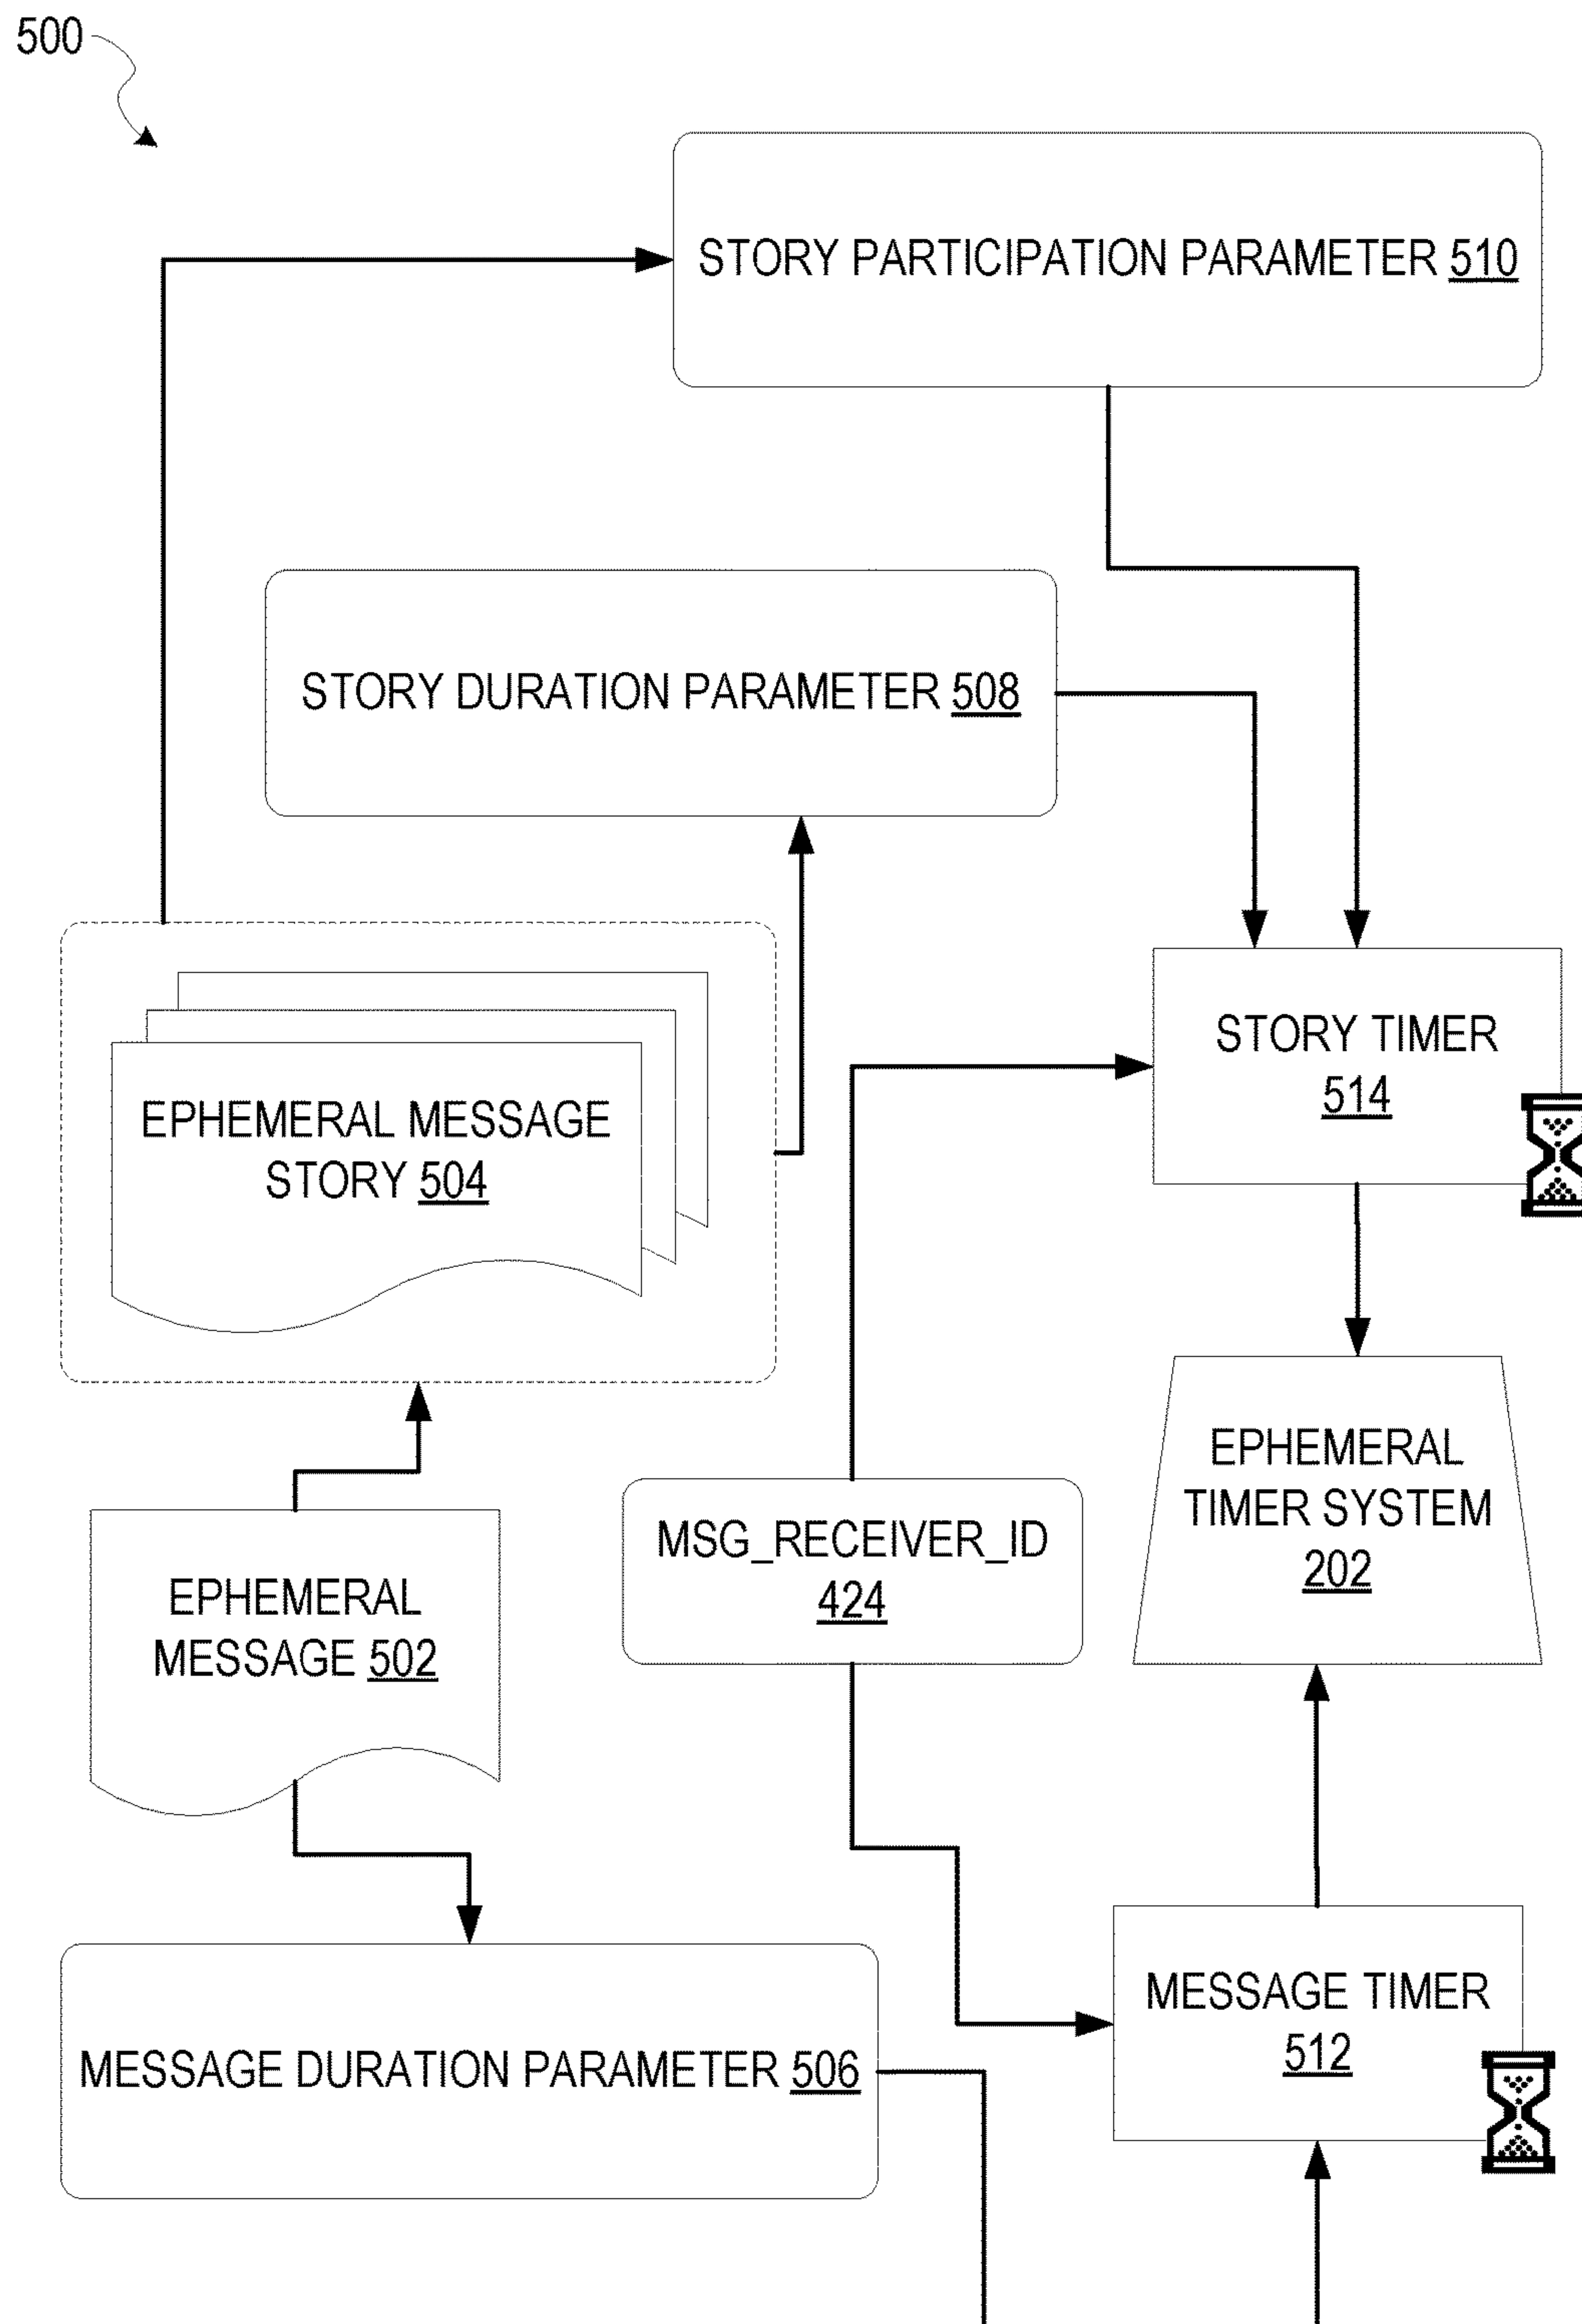 500
STORY PARTICIPATION PARAMETER 510
STORY DURATION PARAMETER 508
STORY TIMER
514
EPHEMERAL MESSAGE
STORY 504
EPHEMERAL
TIMER SYSTEM
202
MSG_RECEIVER_ID
424
EPHEMERAL
MESSAGE 502
MESSAGE TIMER
512
MESSAGE DURATION PARAMETER 506